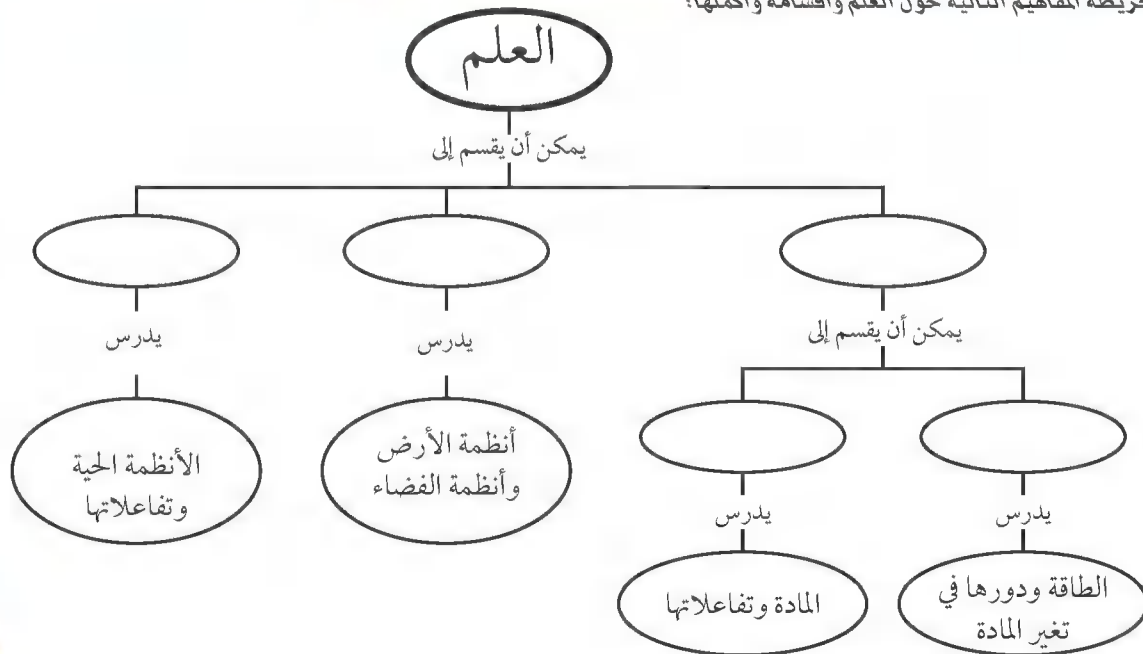 خريطة المفاهيم التالية حول العلم وأقسامه وأكملها؟
العلم
يمكن أن يقسم إلى
يمكن أن يقسم إلى
يدرس
يدرس
أنظمة الأرض
وأنظمة الفضاء
الأنظمة الحية
وتفاعلاتها
يدرس
يدرس
الطاقة ودورها في
تغير المادة
المادة وتفاعلاتها